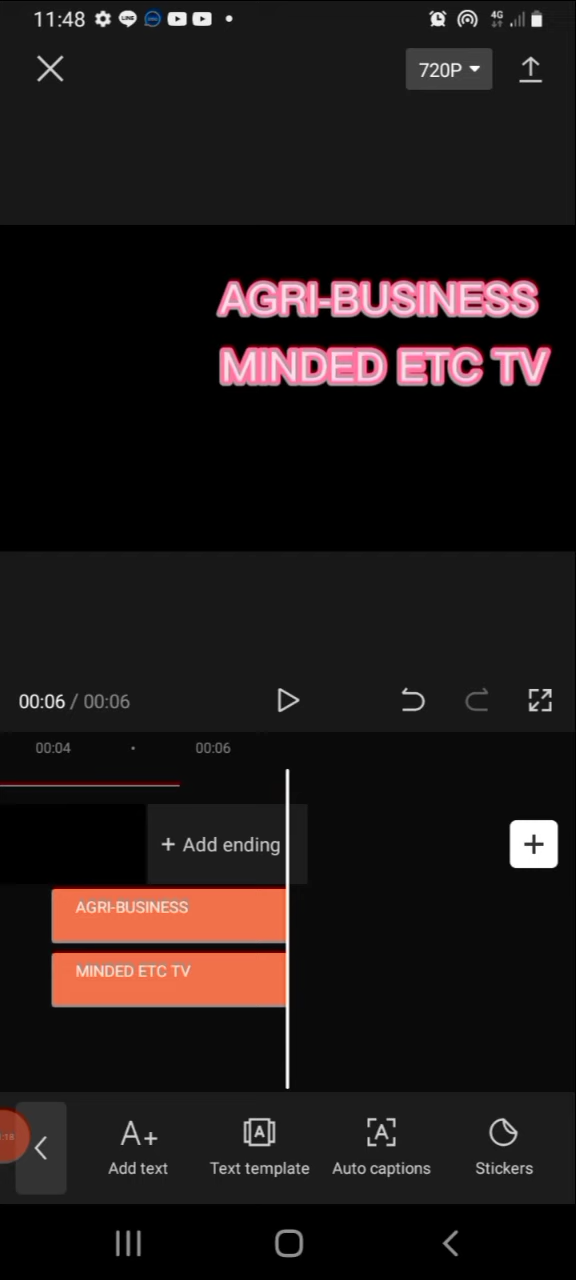 11:48
4G
720P
AGRI-BUSINESS
MINDED ETC TV
00:06 / 00:06
00:04
00:06
+ Add ending
AGRI-BUSINESS
MINDED ETC TV
A+
Add text
Text template
Auto captions
Stickers